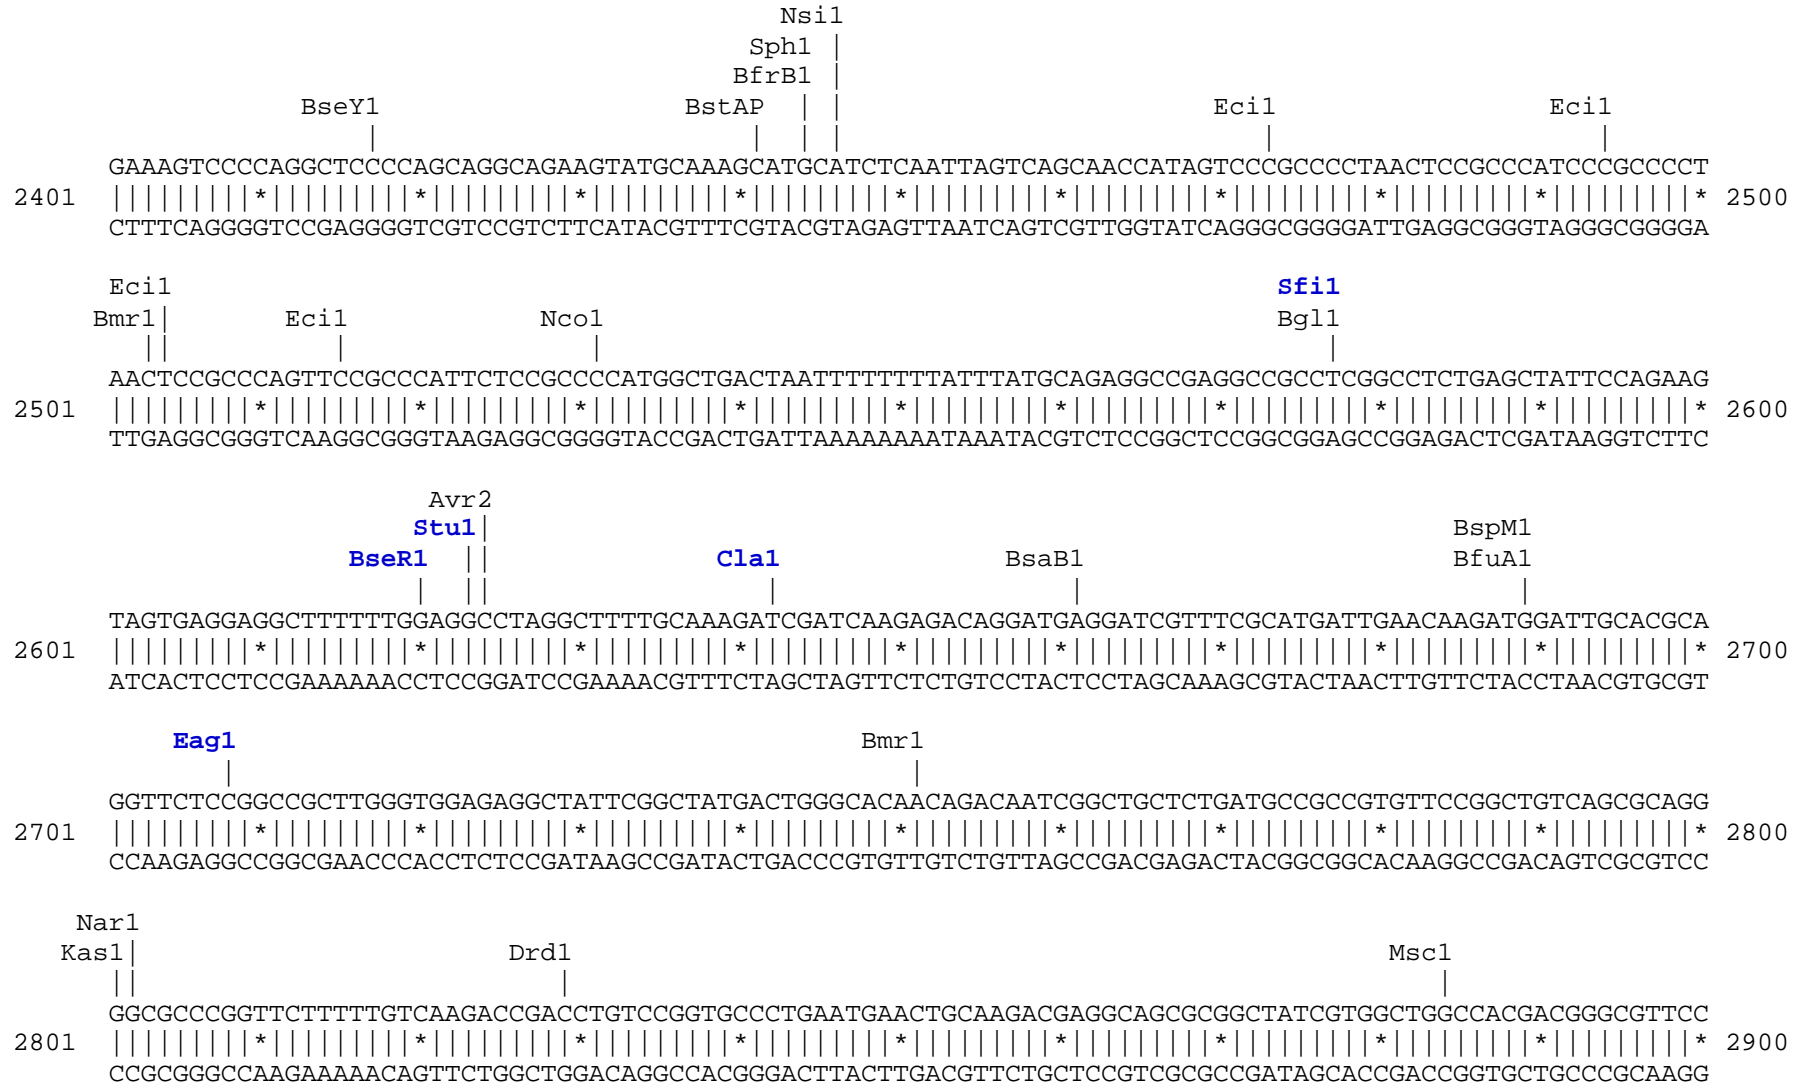 Nsi1
Sph1 |
BfrB1 |
BseY1 BstAP | | Eci1 Eci1
| | | | | |
GAAAGTCCCCAGGCTCCCCAGCAGGCAGAAGTATGCAAAGCATGCATCTCAATTAGTCAGCAACCATAGTCCCGCCCCTAACTCCGCCCATCCCGCCCCT
2401 |||||||||*|||||||||*|||||||||*|||||||||*|||||||||*|||||||||*|||||||||*|||||||||*|||||||||*|||||||||* 2500
CTTTCAGGGGTCCGAGGGGTCGTCCGTCTTCATACGTTTCGTACGTAGAGTTAATCAGTCGTTGGTATCAGGGCGGGGATTGAGGCGGGTAGGGCGGGGA
Eci1 Sfi1
Bmr1| Eci1 Nco1 Bgl1
|| | | |
AACTCCGCCCAGTTCCGCCCATTCTCCGCCCCATGGCTGACTAATTTTTTTTATTTATGCAGAGGCCGAGGCCGCCTCGGCCTCTGAGCTATTCCAGAAG
2501 |||||||||*|||||||||*|||||||||*|||||||||*|||||||||*|||||||||*|||||||||*|||||||||*|||||||||*|||||||||* 2600
TTGAGGCGGGTCAAGGCGGGTAAGAGGCGGGGTACCGACTGATTAAAAAAAATAAATACGTCTCCGGCTCCGGCGGAGCCGGAGACTCGATAAGGTCTTC
Avr2
Stu1| BspM1
BseR1 || Cla1 BsaB1 BfuA1
| || | | |
TAGTGAGGAGGCTTTTTTGGAGGCCTAGGCTTTTGCAAAGATCGATCAAGAGACAGGATGAGGATCGTTTCGCATGATTGAACAAGATGGATTGCACGCA
2601 |||||||||*|||||||||*|||||||||*|||||||||*|||||||||*|||||||||*|||||||||*|||||||||*|||||||||*|||||||||* 2700
ATCACTCCTCCGAAAAAACCTCCGGATCCGAAAACGTTTCTAGCTAGTTCTCTGTCCTACTCCTAGCAAAGCGTACTAACTTGTTCTACCTAACGTGCGT
Eag1 Bmr1
| |
GGTTCTCCGGCCGCTTGGGTGGAGAGGCTATTCGGCTATGACTGGGCACAACAGACAATCGGCTGCTCTGATGCCGCCGTGTTCCGGCTGTCAGCGCAGG
2701 |||||||||*|||||||||*|||||||||*|||||||||*|||||||||*|||||||||*|||||||||*|||||||||*|||||||||*|||||||||* 2800
CCAAGAGGCCGGCGAACCCACCTCTCCGATAAGCCGATACTGACCCGTGTTGTCTGTTAGCCGACGAGACTACGGCGGCACAAGGCCGACAGTCGCGTCC
Nar1
Kas1| Drd1 Msc1
|| | |
GGCGCCCGGTTCTTTTTGTCAAGACCGACCTGTCCGGTGCCCTGAATGAACTGCAAGACGAGGCAGCGCGGCTATCGTGGCTGGCCACGACGGGCGTTCC
2801 |||||||||*|||||||||*|||||||||*|||||||||*|||||||||*|||||||||*|||||||||*|||||||||*|||||||||*|||||||||* 2900
CCGCGGGCCAAGAAAAACAGTTCTGGCTGGACAGGCCACGGGACTTACTTGACGTTCTGCTCCGTCGCGCCGATAGCACCGACCGGTGCTGCCCGCAAGG